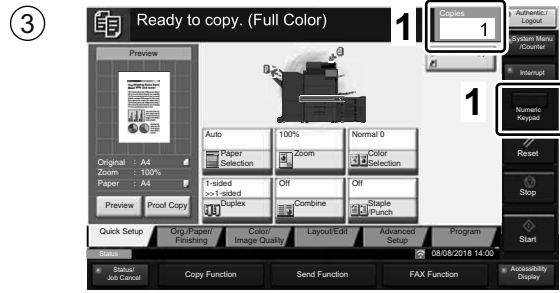 3
Ready to copy. (Full Color)
1
Copies
1
Authentic./
Logout
System Menu
/Counter
Interrupt
1
Numeric
Keypad
Reset
Stop
Start
Preview
Original : A4
Zoom : 100%
Paper : A4
Preview
Proof Copy
Auto
Paper
Selection
100%
Zoom
Normal 0
Color
Selection
1-sided
>>1-sided
Duplex
Off
Combine
Off
Staple
/Punch
Quick Setup
Org./Paper/
Finishing
Color/
Image Quality
Layout/Edit
Advanced
Setup
Program
Status
08/08/2018 14:00
Status/
Job Cancel
Copy Function
Send Function
FAX Function
Accessibility
Display